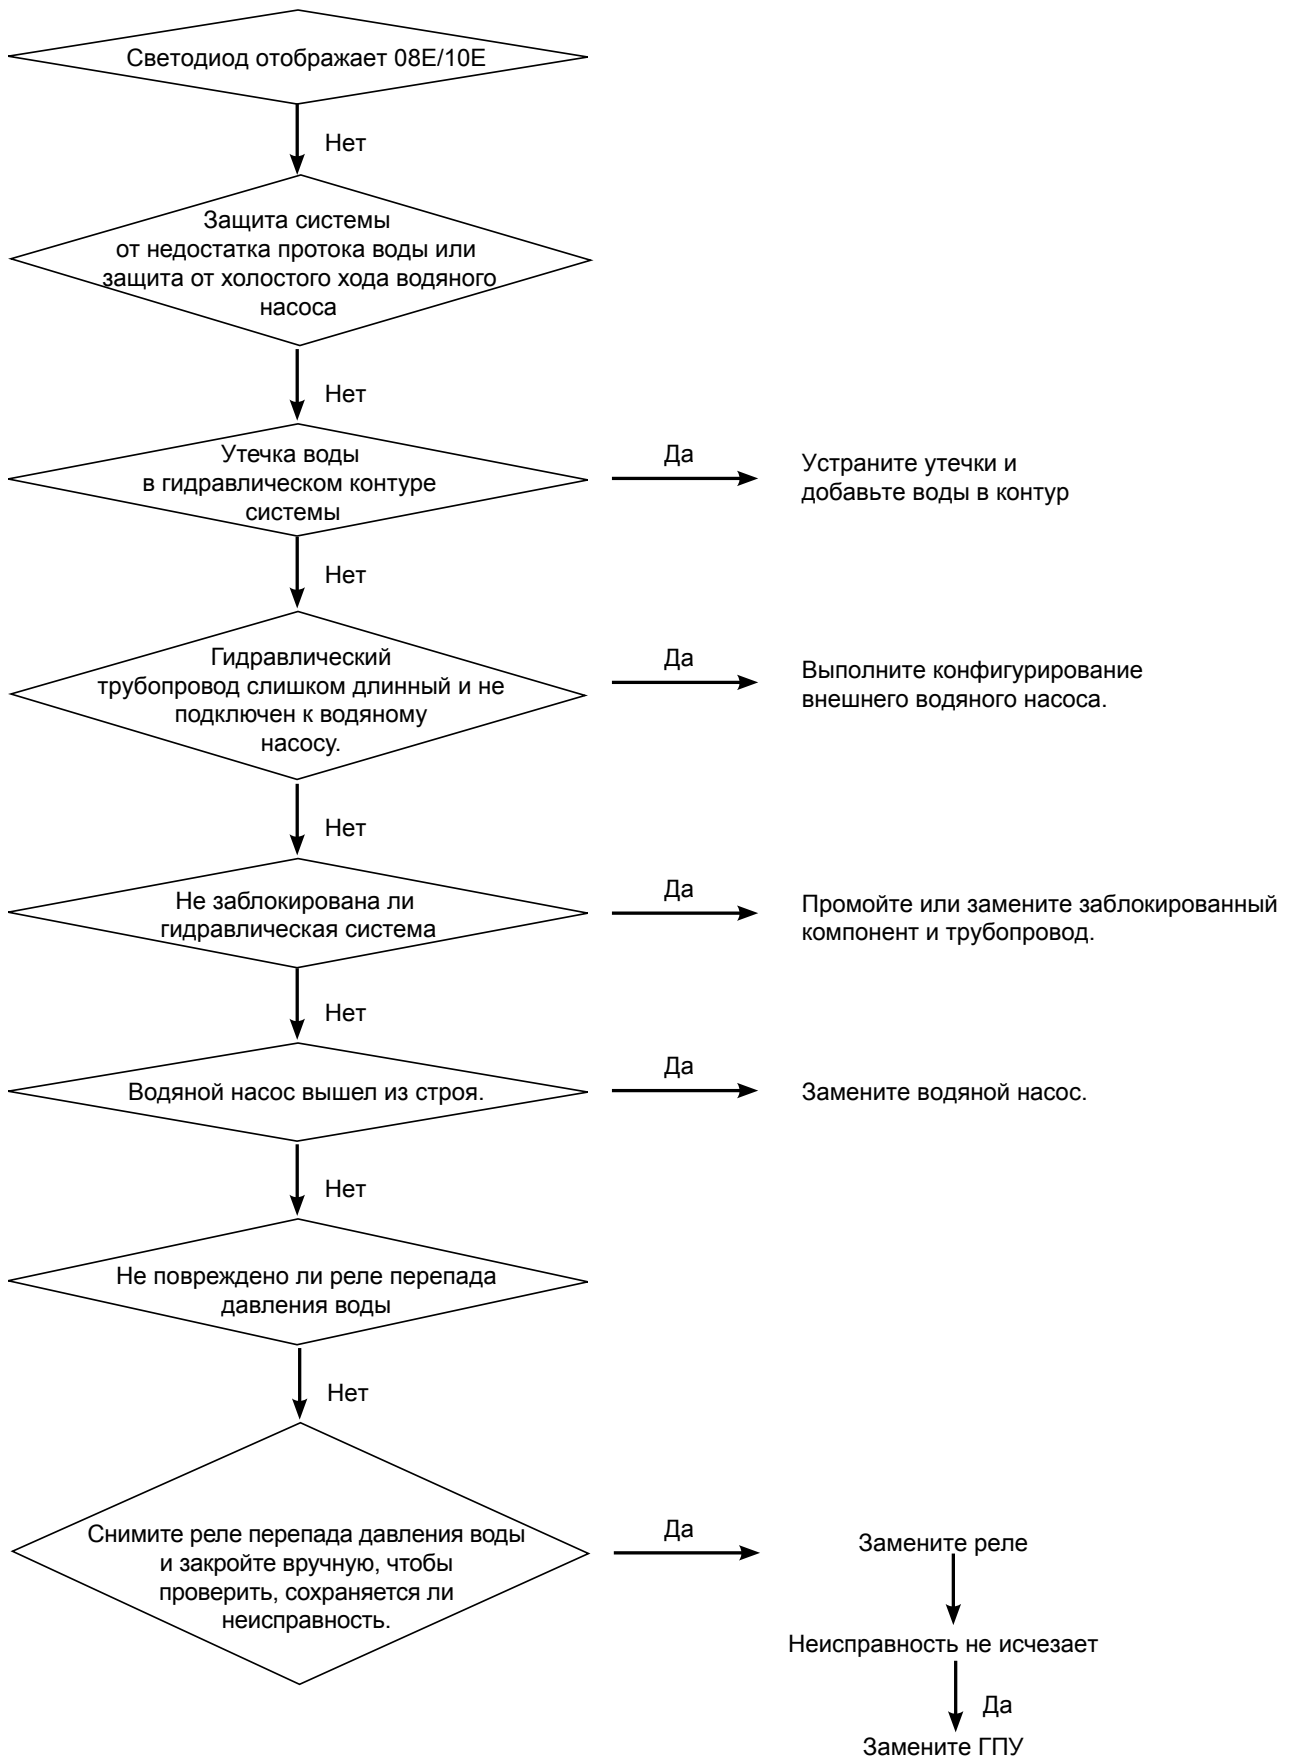 Светодиод отображает 08E/10E
Нет
Защита системы
от недостатка протока воды или
защита от холостого хода водяного
насоса
Нет
Утечка воды
в гидравлическом контуре
системы
Да
Устраните утечки и
добавьте воды в контур
Нет
Гидравлический
трубопровод слишком длинный и не
подключен к водяному
насосу.
Да
Выполните конфигурирование
внешнего водяного насоса.
Нет
Не заблокирована ли
гидравлическая система
Да
Промойте или замените заблокированный
компонент и трубопровод.
Нет
Водяной насос вышел из строя.
Да
Замените водяной насос.
Нет
Не повреждено ли реле перепада
давления воды
Нет
Снимите реле перепада давления воды
и закройте вручную, чтобы
проверить, сохраняется ли
неисправность.
Да
Замените реле
Неисправность не исчезает
Да
Замените ГПУ